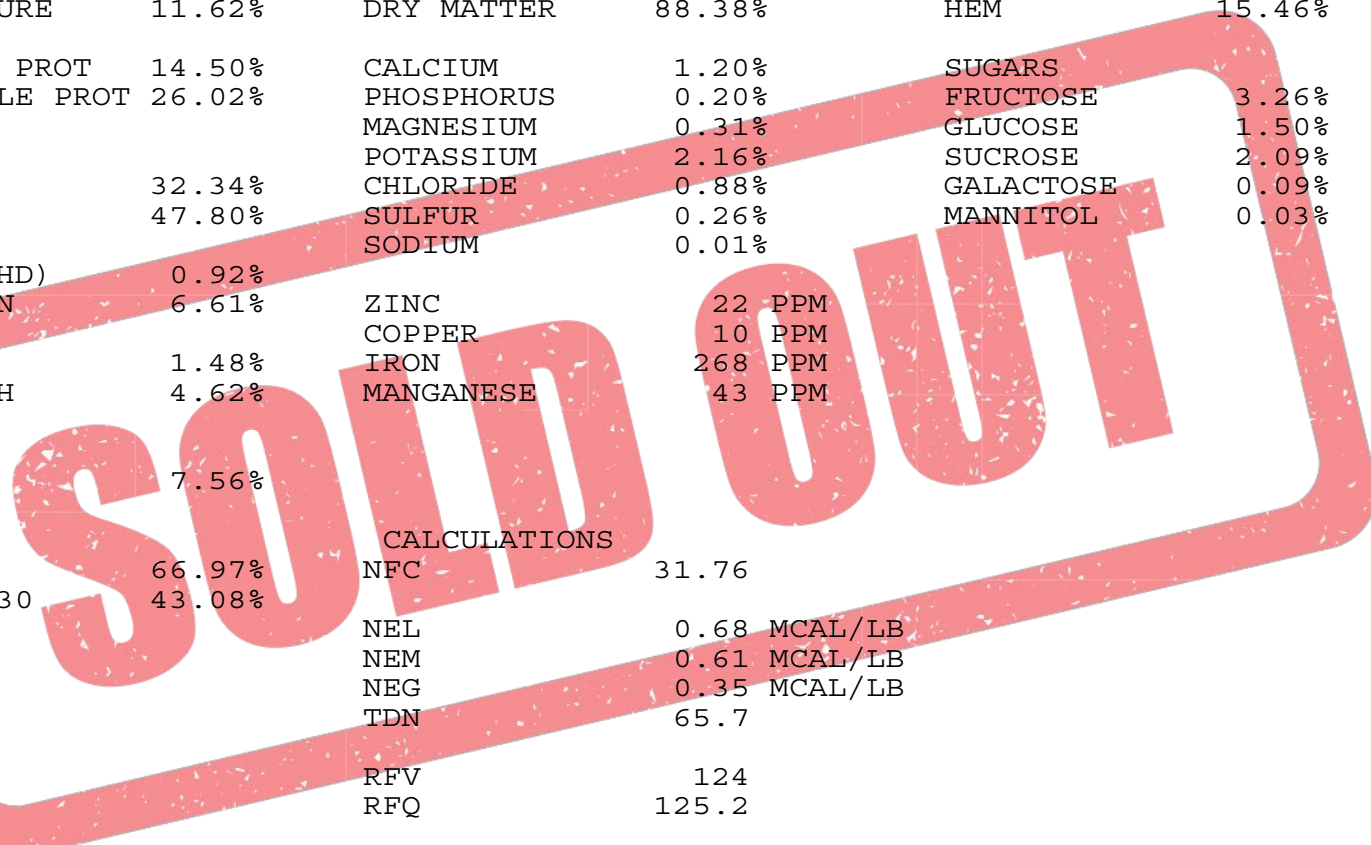 URE 11.62% DRY MATTER 88.38% HEM 15.46%
PROT 14.50% CALCIUM 1.20% SUGARS
LE PROT 26.02% PHOSPHORUS 0.20% FRUCTOSE 3.26%
MAGNESIUM 0.31% GLUCOSE 1.50%
POTASSIUM 2.16% SUCROSE 2.09%
32.34% CHLORIDE 0.88% GALACTOSE 0.09%
47.80% SULFUR 0.26% MANNITOL 0.03%
SODIUM 0.01%
HD) 0.92%
N 6.61% ZINC 22 PPM
COPPER 10 PPM
1.48% IRON 268 PPM
H 4.62% MANGANESE 43 PPM
7.56%
CALCULATIONS
66.97% NFC 31.76
30 43.08%
NEL 0.68 MCAL/LB
NEM 0.61 MCAL/LB
NEG 0.35 MCAL/LB
TDN 65.7
RFV 124
RFQ 125.2
SOLD OUT